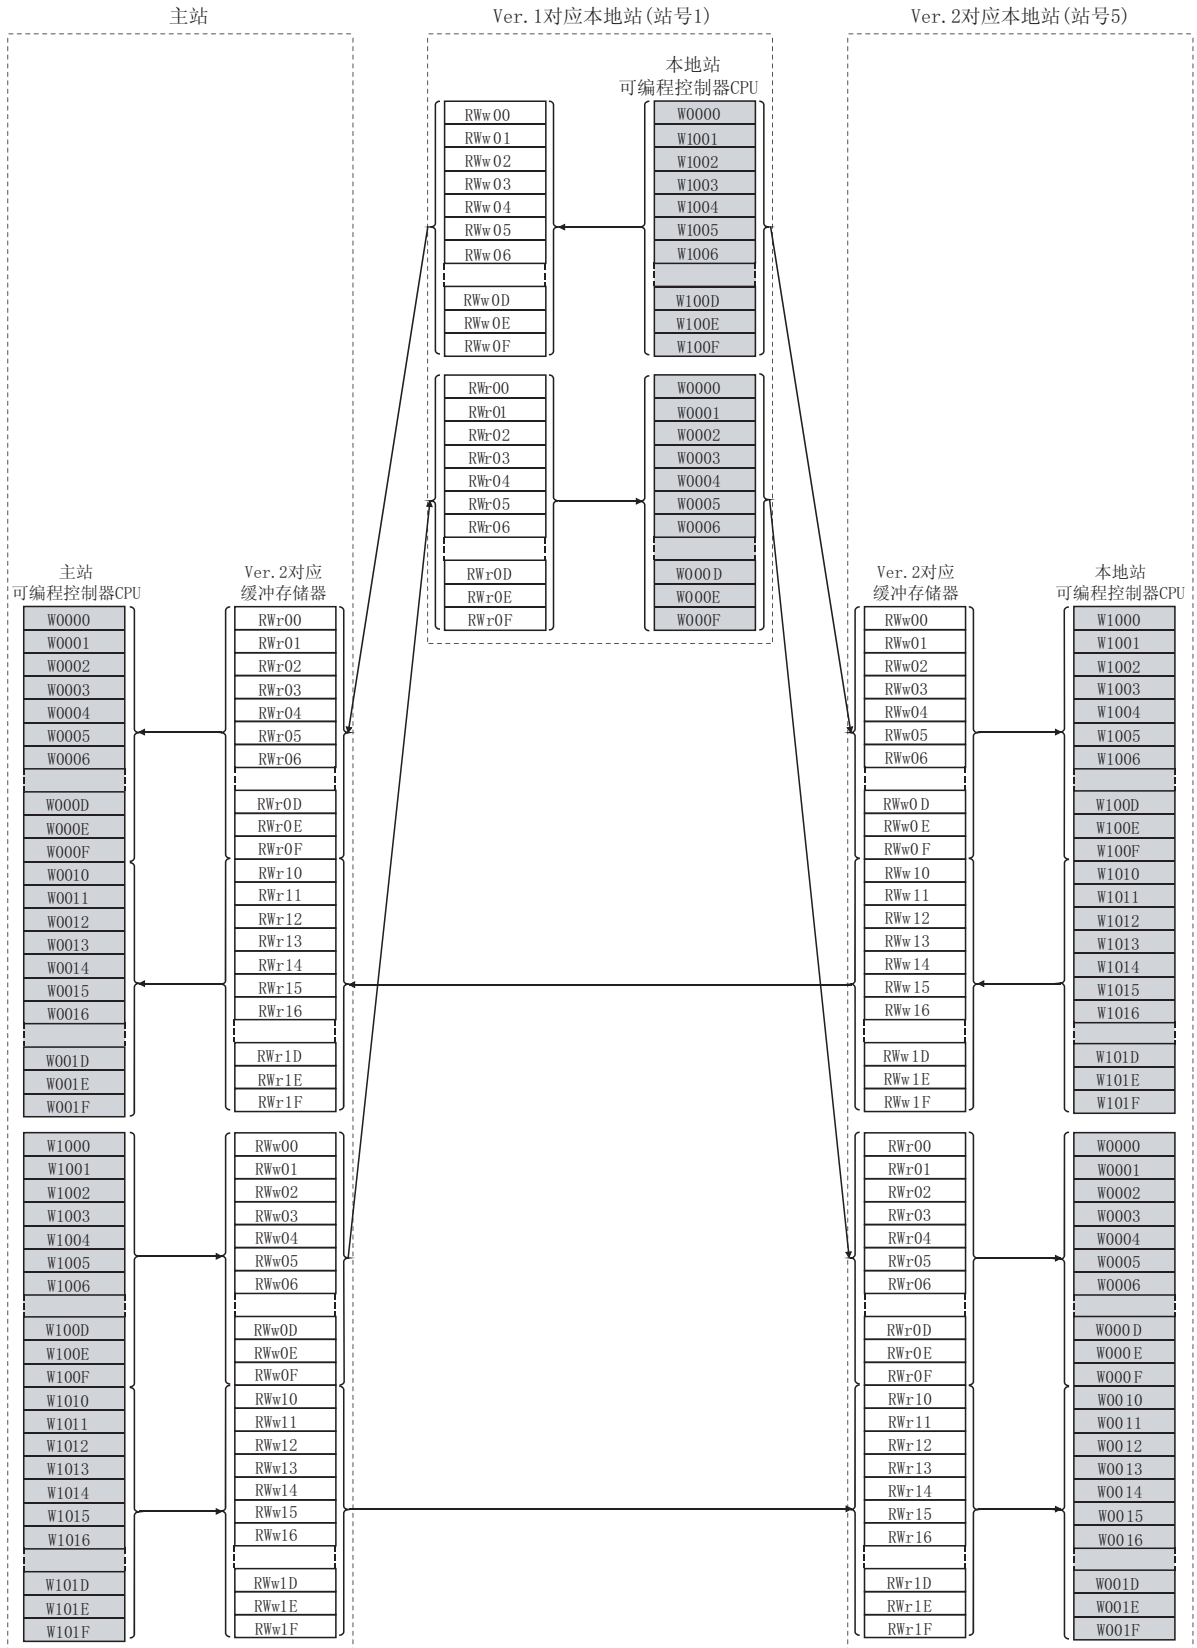 主站
Ver.1对应本地站(站号1)
Ver.2对应本地站(站号5)
本地站
可编程控制器CPU
RWw00
RWw01
RWw02
RWw03
RWw04
RWw05
RWw06
RWw0D
RWw0E
RWw0F
W0000
W1001
W1002
W1003
W1004
W1005
W1006
W100D
W100E
W100F
RWr00
RWr01
RWr02
RWr03
RWr04
RWr05
RWr06
RWr0D
RWr0E
RWr0F
W0000
W0001
W0002
W0003
W0004
W0005
W0006
W000D
W000E
W000F
主站
可编程控制器CPU
W0000
W0001
W0002
W0003
W0004
W0005
W0006
W000D
W000E
W000F
W0010
W0011
W0012
W0013
W0014
W0015
W0016
W001D
W001E
W001F
Ver.2对应
缓冲存储器
RWr00
RWr01
RWr02
RWr03
RWr04
RWr05
RWr06
RWr0D
RWr0E
RWr0F
RWr10
RWr11
RWr12
RWr13
RWr14
RWr15
RWr16
RWr1D
RWr1E
RWr1F
Ver.2对应
缓冲存储器
RWw00
RWw01
RWw02
RWw03
RWw04
RWw05
RWw06
RWw0D
RWw0E
RWw0F
RWw10
RWw11
RWw12
RWw13
RWw14
RWw15
RWw16
RWw1D
RWw1E
RWw1F
本地站
可编程控制器CPU
W1000
W1001
W1002
W1003
W1004
W1005
W1006
W100D
W100E
W100F
W1010
W1011
W1012
W1013
W1014
W1015
W1016
W101D
W101E
W101F
W1000
W1001
W1002
W1003
W1004
W1005
W1006
W100D
W100E
W100F
W1010
W1011
W1012
W1013
W1014
W1015
W1016
W101D
W101E
W101F
RWw00
RWw01
RWw02
RWw03
RWw04
RWw05
RWw06
RWw0D
RWw0E
RWw0F
RWw10
RWw11
RWw12
RWw13
RWw14
RWw15
RWw16
RWw1D
RWw1E
RWw1F
RWr00
RWr01
RWr02
RWr03
RWr04
RWr05
RWr06
RWr0D
RWr0E
RWr0F
RWr10
RWr11
RWr12
RWr13
RWr14
RWr15
RWr16
RWr1D
RWr1E
RWr1F
W0000
W0001
W0002
W0003
W0004
W0005
W0006
W000D
W000E
W000F
W0010
W0011
W0012
W0013
W0014
W0015
W0016
W001D
W001E
W001F